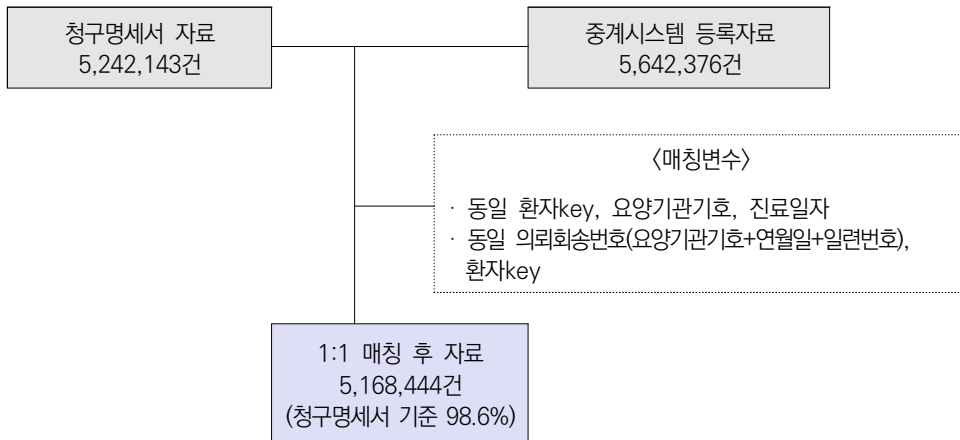 청구명세서 자료
5,242,143건
중계시스템 등록자료
5,642,376건
〈매칭변수〉
· 동일 환자key, 요양기관기호, 진료일자
· 동일 의뢰회송번호(요양기관기호+연월일+일련번호),
환자key
1:1 매칭 후 자료
5,168,444건
(청구명세서 기준 98.6%)